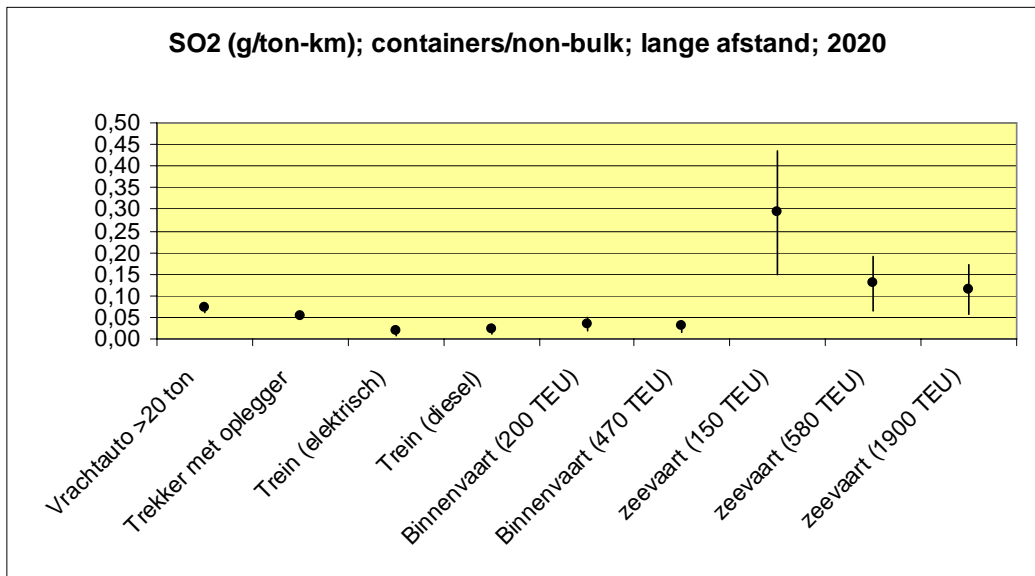 SO2 (g/ton-km); containers/non-bulk; lange afstand; 2020
0,50
0,45
0,40
0,35
0,30
0,25
0,20
0,15
0,10
0,05
0,00
Vrachtauto >20 ton
Trekker met oplegger
Trein (elektrisch)
Trein (diesel)
Binnenvaart (200 TEU)
Binnenvaart (470 TEU)
zeevaart (150 TEU)
zeevaart (580 TEU)
zeevaart (1900 TEU)